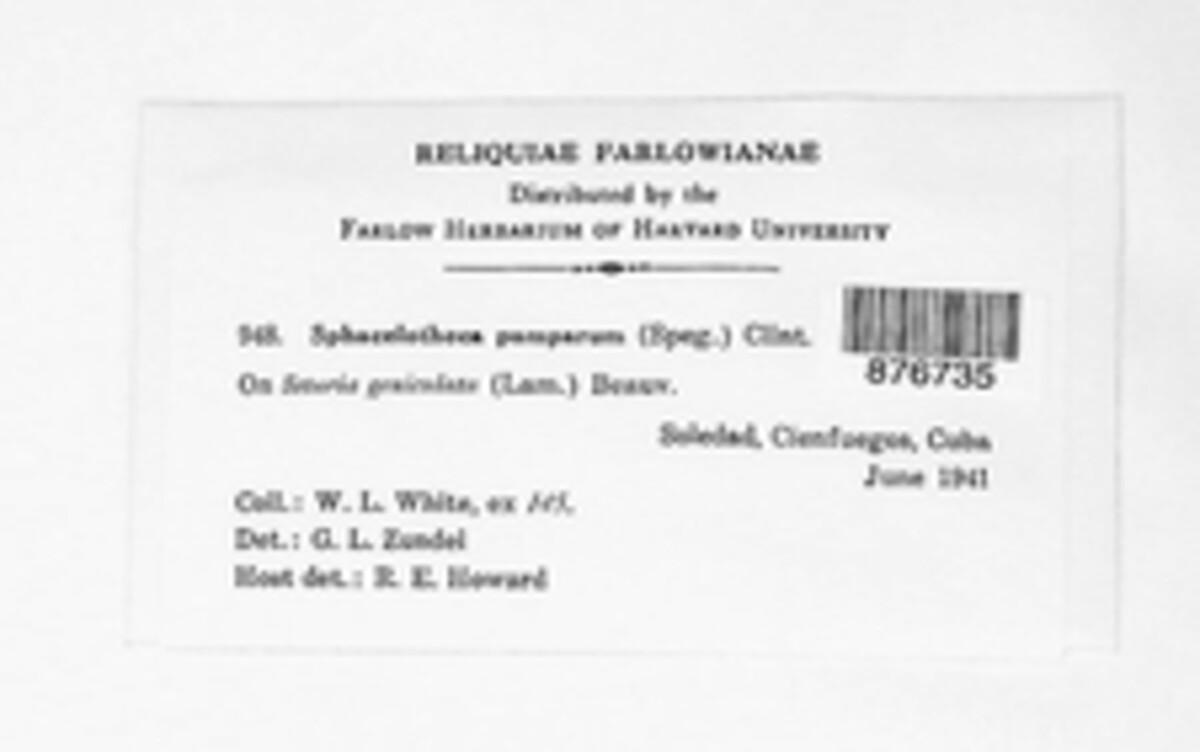 RELIQUIAE FARLOWIANAE
Distributed by the
FARLOW HERBARIUM OF HARVARD UNIVERSITY
948. Sphacelotheca pamparum (Speg.) Clint.
876735
On Setaria geniculata (Lam.) Beauv.
Soledad, Cienfuegos, Cuba
June 1941
Coll.: W. L. White, ex
Det.: G. L. Zundel
Host det.: R. E. Howard